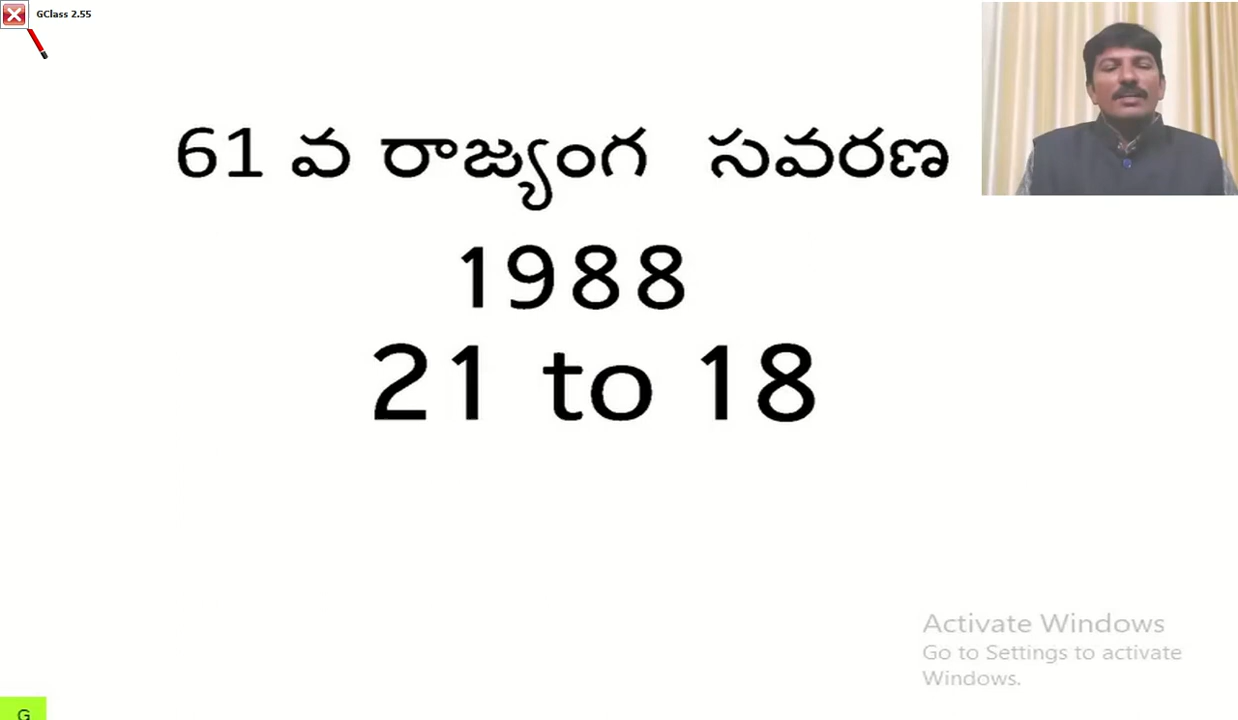 GClass 2.55
61 వ రాజ్యంగ సవరణ
1988
21 to 18
Activate Windows
Go to Settings to activate
Windows.
G